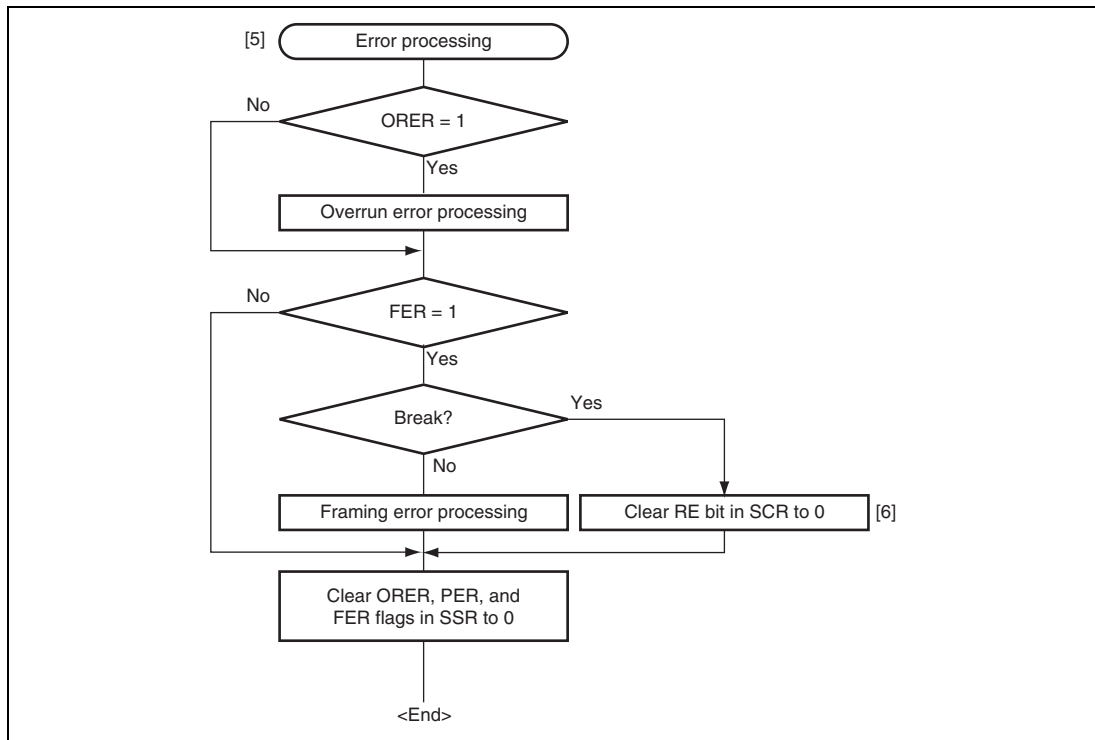 [5]
Error processing
No
ORER = 1
Yes
Overrun error processing
No
FER = 1
Yes
Break?
Yes
No
Framing error processing
Clear RE bit in SCR to 0
[6]
Clear ORER, PER, and
FER flags in SSR to 0
<End>